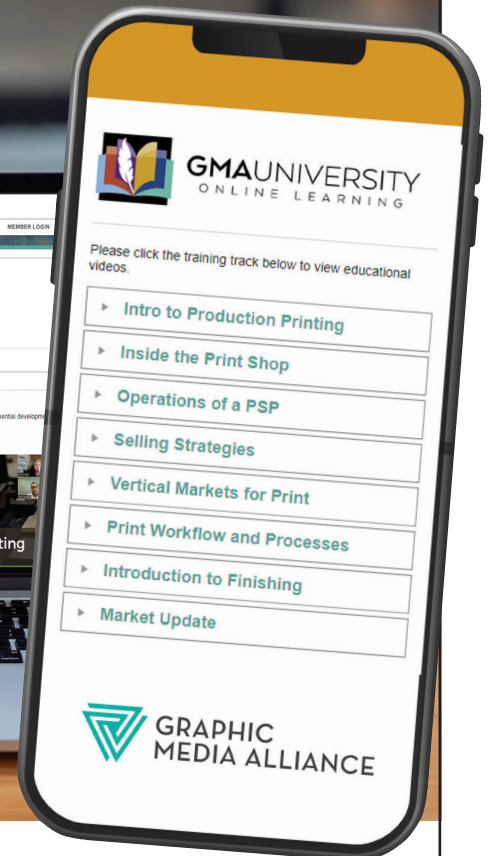 MEMBER LOGIN
GMAUNIVERSITY
ONLINE LEARNING
Please click the training track below to view educational
videos.
Intro to Production Printing
Inside the Print Shop
Operations of a PSP
Selling Strategies
Vertical Markets for Print
Print Workflow and Processes
Introduction to Finishing
Market Update
GRAPHIC
MEDIA ALLIANCE